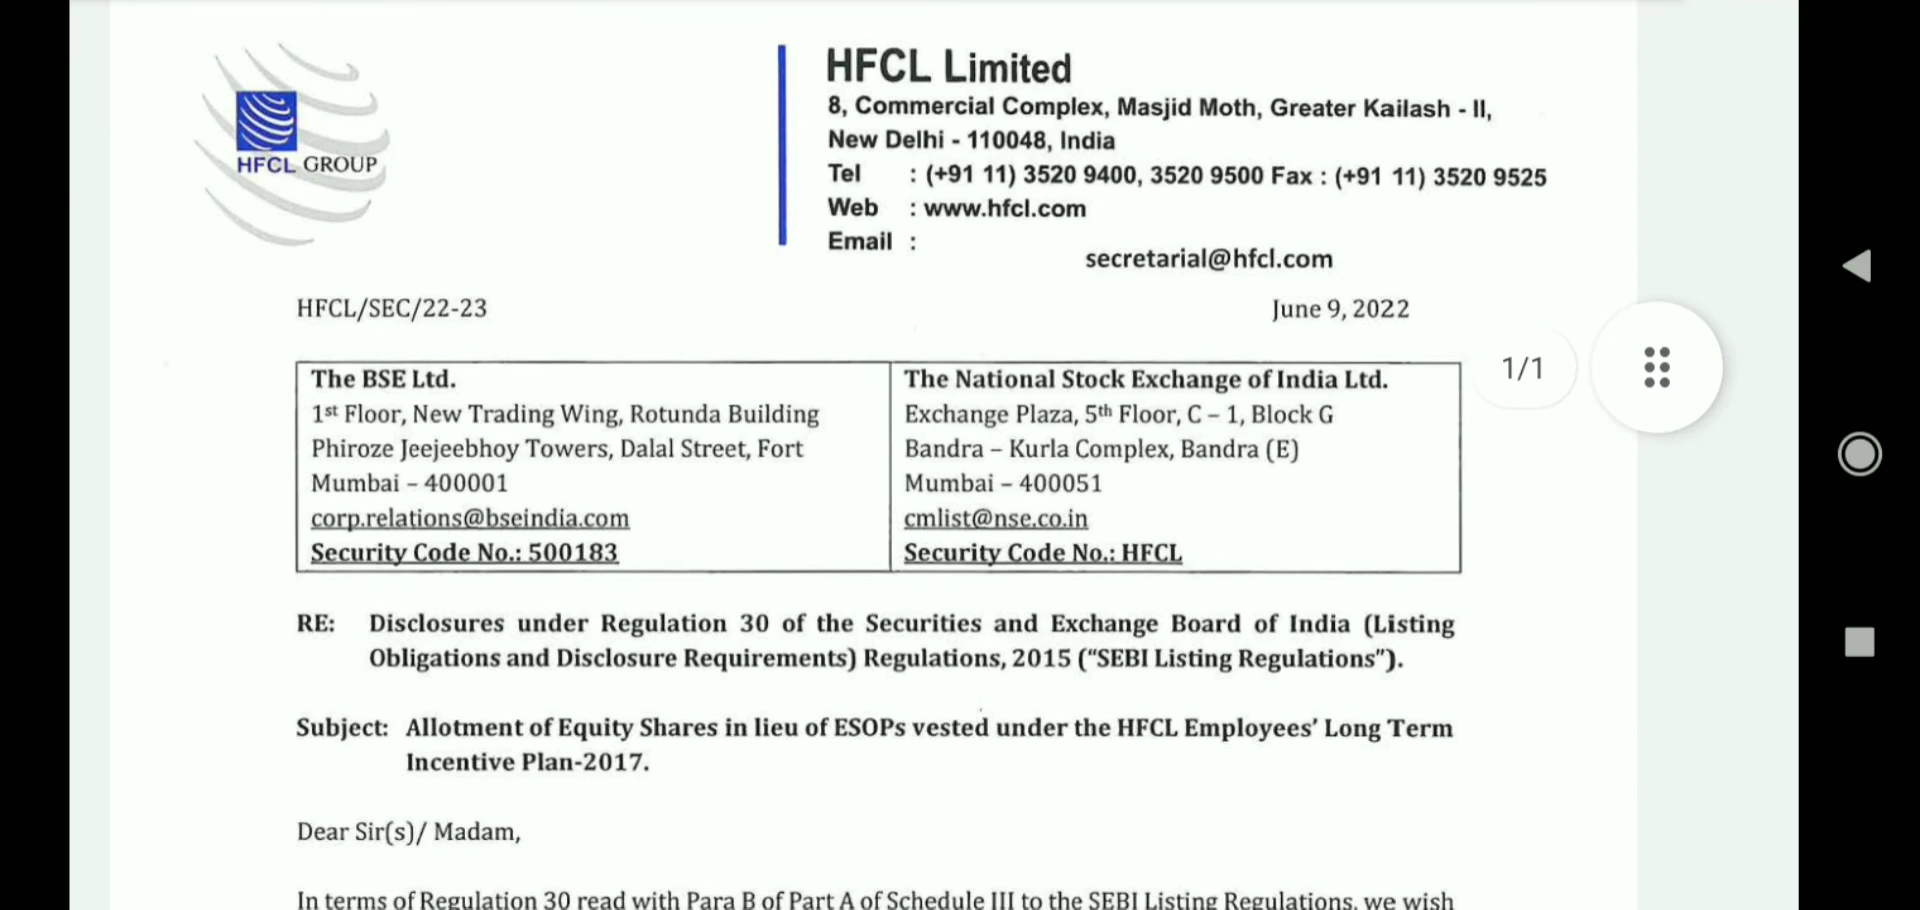 HFCL GROUP
HFCL Limited
8, Commercial Complex, Masjid Moth, Greater Kailash - II,
New Delhi - 110048, India
Tel : (+91 11) 3520 9400, 3520 9500 Fax : (+91 11) 3520 9525
Web : www.hfcl.com
Email :
secretarial@hfcl.com
HFCL/SEC/22-23
June 9, 2022
1/1
The BSE Ltd.
1st Floor, New Trading Wing, Rotunda Building
Phiroze Jeejeebhoy Towers, Dalal Street, Fort
Mumbai – 400001
corp.relations@bseindia.com
Security Code No.: 500183
The National Stock Exchange of India Ltd.
Exchange Plaza, 5th Floor, C – 1, Block G
Bandra – Kurla Complex, Bandra (E)
Mumbai – 400051
cmlist@nse.co.in
Security Code No.: HFCL
RE: Disclosures under Regulation 30 of the Securities and Exchange Board of India (Listing
Obligations and Disclosure Requirements) Regulations, 2015 (“SEBI Listing Regulations”).
Subject: Allotment of Equity Shares in lieu of ESOPs vested under the HFCL Employees’ Long Term
Incentive Plan-2017.
Dear Sir(s)/ Madam,
In terms of Regulation 30 read with Para B of Part A of Schedule III to the SEBI Listing Regulations, we wish